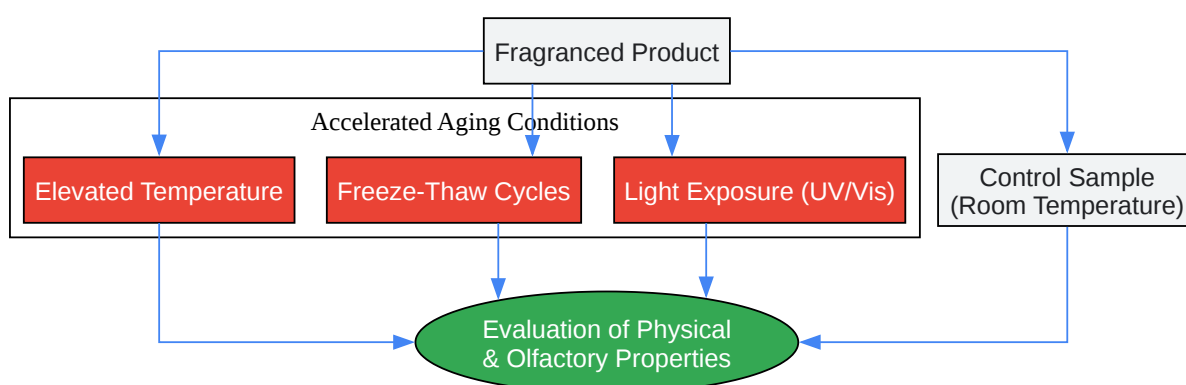 Fragranced Product
Accelerated Aging Conditions
Elevated Temperature
Freeze-Thaw Cycles
Light Exposure (UV/Vis)
Control Sample
(Room Temperature)
Evaluation of Physical
& Olfactory Properties